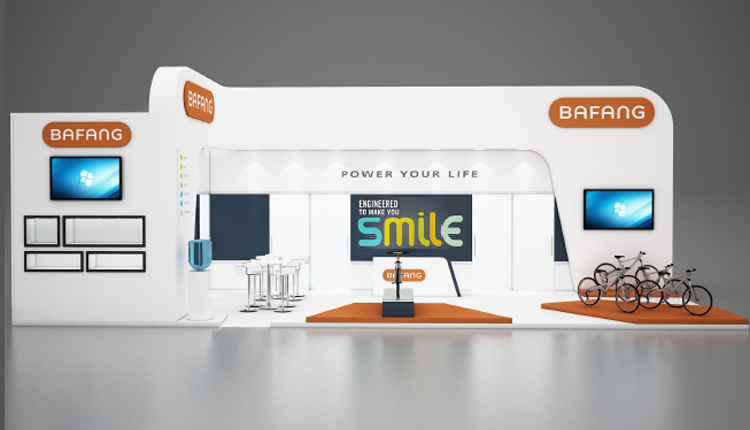 BAFANG
BAFANG
BAFANG
POWER YOUR LIFE
ENGINEERED
TO MAKE YOU
smilE
BAFANG